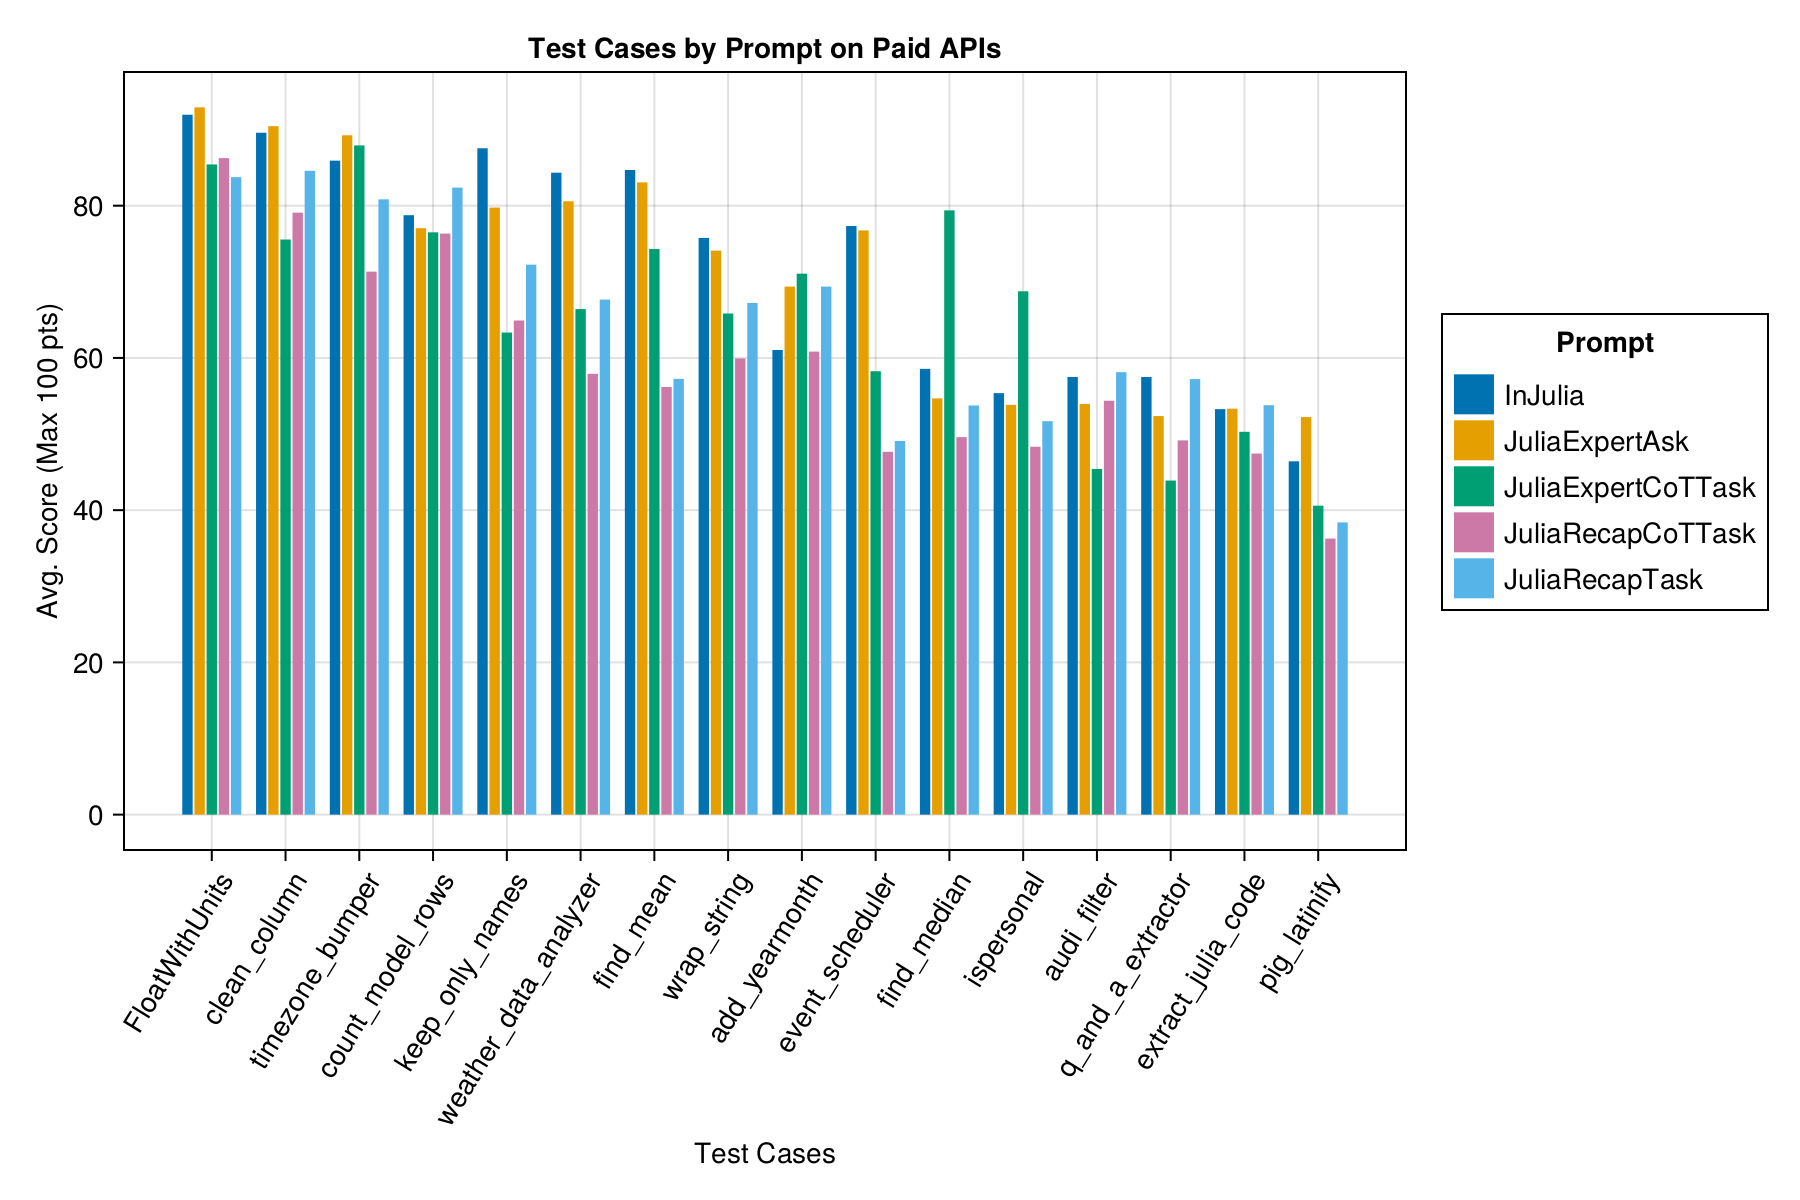 Test Cases by Prompt on Paid APIs
Avg. Score (Max 100 pts)
80
60
40
20
0
FloatWithUnits
clean_column
timezone_bumper
count_model_rows
keep_only_names
weather_data_analyzer
find_mean
wrap_string
add_yearmonth
event_scheduler
find_median
ispersonal
audi_filter
q_and_a_extractor
extract_julia_code
pig_latinify
Test Cases
Prompt
InJulia
JuliaExpertAsk
JuliaExpertCoTTask
JuliaRecapCoTTask
JuliaRecapTask